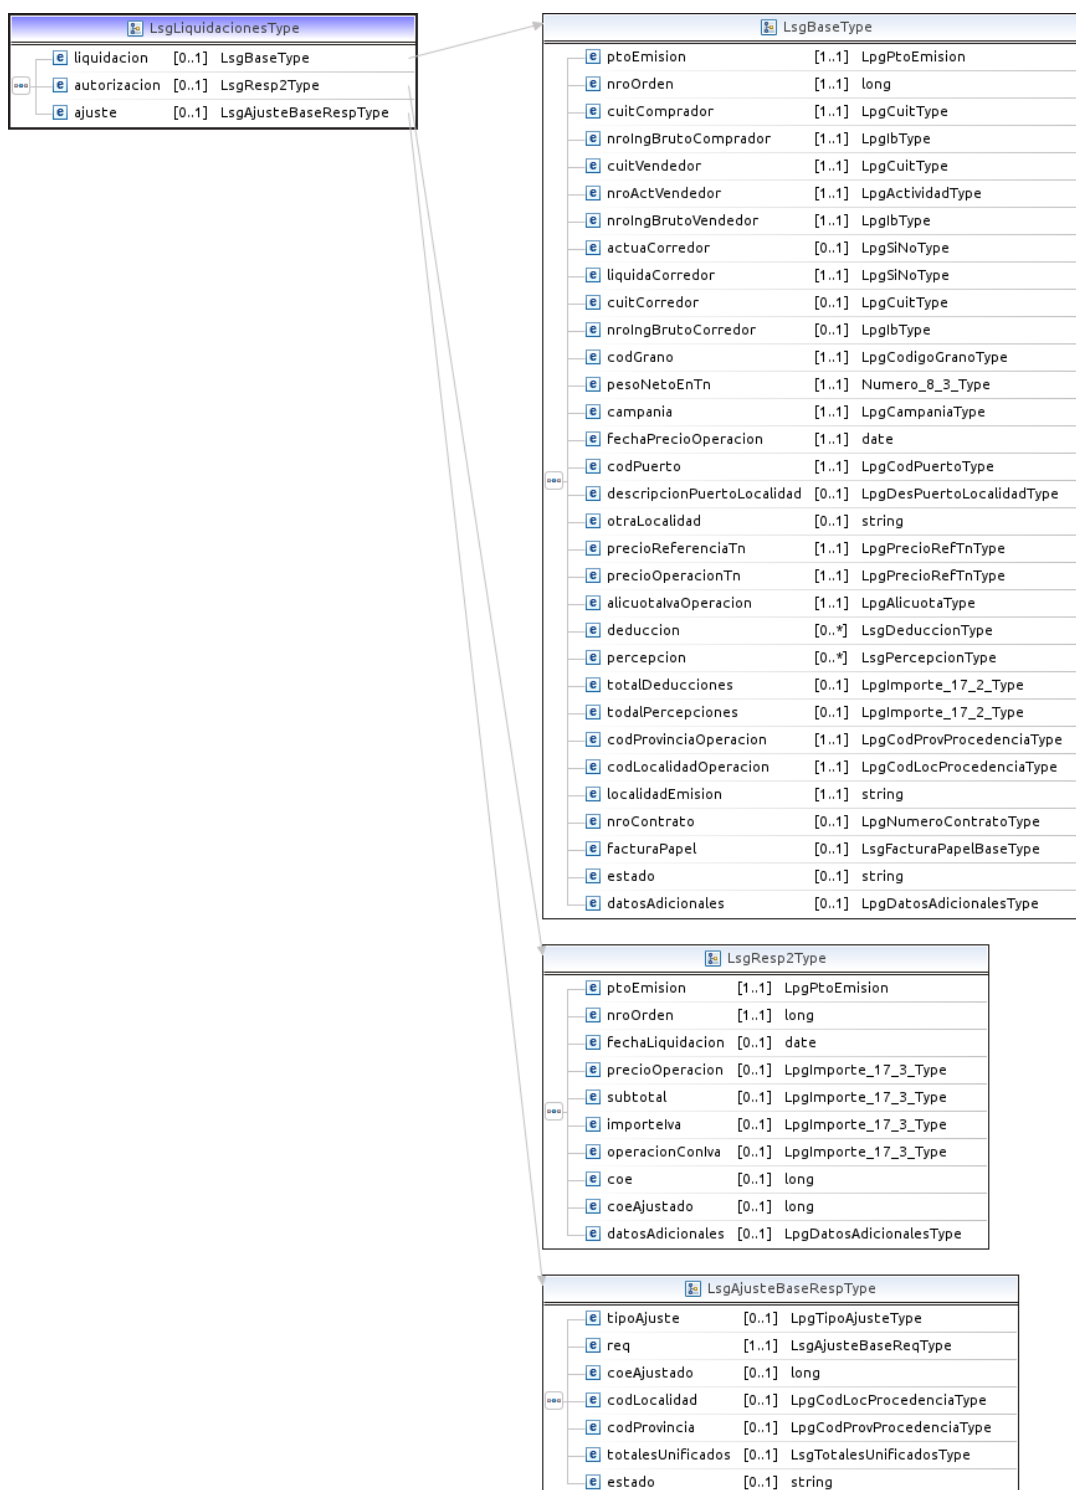 LsgLiquidacionesType
e liquidacion [0..1] LsgBaseType
e autorizacion [0..1] LsgResp2Type
e ajuste [0..1] LsgAjusteBaseRespType
LsgBaseType
e ptoEmision [1..1] LpgPtoEmision
e nroOrden [1..1] long
e cuitComprador [1..1] LpgCuitType
e nroIngBrutoComprador [1..1] LpgIbType
e cuitVendedor [1..1] LpgCuitType
e nroActVendedor [1..1] LpgActividadType
e nroIngBrutoVendedor [1..1] LpgIbType
e actuaCorredor [0..1] LpgSiNoType
e liquidaCorredor [1..1] LpgSiNoType
e cuitCorredor [0..1] LpgCuitType
e nroIngBrutoCorredor [0..1] LpgIbType
e codGrano [1..1] LpgCodigoGranoType
e pesoNetoEnTn [1..1] Numero_8_3_Type
e campania [1..1] LpgCampaniaType
e fechaPrecioOperacion [1..1] date
e codPuerto [1..1] LpgCodPuertoType
e descripcionPuertoLocalidad [0..1] LpgDesPuertoLocalidadType
e otraLocalidad [0..1] string
e precioReferenciaTn [1..1] LpgPrecioRefTnType
e precioOperacionTn [1..1] LpgPrecioRefTnType
e alicuotaIvaOperacion [1..1] LpgAlicuotaType
e deduccion [0..*] LsgDeduccionType
e percepcion [0..*] LsgPercepcionType
e totalDeducciones [0..1] LpgImporte_17_2_Type
e todalPercepciones [0..1] LpgImporte_17_2_Type
e codProvinciaOperacion [1..1] LpgCodProvProcedenciaType
e codLocalidadOperacion [1..1] LpgCodLocProcedenciaType
e localidadEmision [1..1] string
e nroContrato [0..1] LpgNumeroContratoType
e facturaPapel [0..1] LsgFacturaPapelBaseType
e estado [0..1] string
e datosAdicionales [0..1] LpgDatosAdicionalesType
LsgResp2Type
e ptoEmision [1..1] LpgPtoEmision
e nroOrden [1..1] long
e fechaLiquidacion [0..1] date
e precioOperacion [0..1] LpgImporte_17_3_Type
e subtotal [0..1] LpgImporte_17_3_Type
e importeIva [0..1] LpgImporte_17_3_Type
e operacionConIva [0..1] LpgImporte_17_3_Type
e coe [0..1] long
e coeAjustado [0..1] long
e datosAdicionales [0..1] LpgDatosAdicionalesType
LsgAjusteBaseRespType
e tipoAjuste [0..1] LpgTipoAjusteType
e req [1..1] LsgAjusteBaseReqType
e coeAjustado [0..1] long
e codLocalidad [0..1] LpgCodLocProcedenciaType
e codProvincia [0..1] LpgCodProvProcedenciaType
e totalesUnificados [0..1] LsgTotalesUnificadosType
e estado [0..1] string